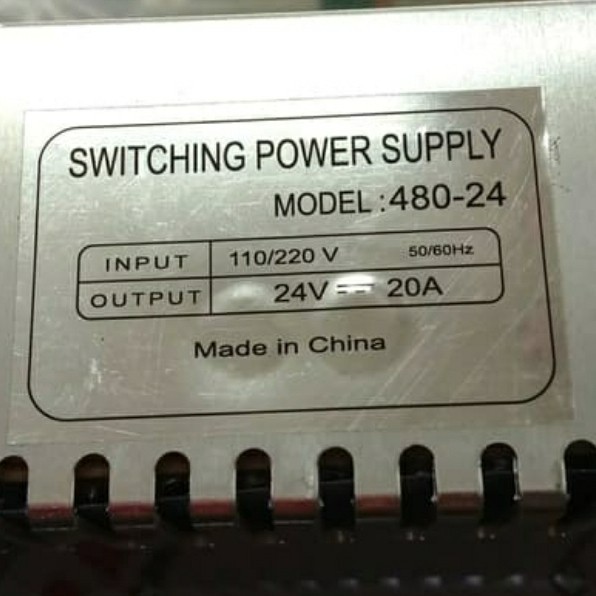 SWITCHING POWER SUPPLY
MODEL :480-24
INPUT 110/220 V 50/60Hz
OUTPUT 24V ⎓ 20A
Made in China